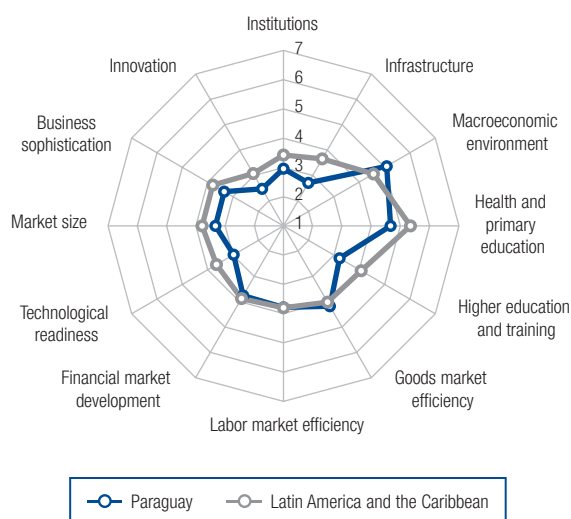 Institutions
7
6
5
4
3
2
1
Innovation
Infrastructure
Business
sophistication
Macroeconomic
environment
Market size
Health and
primary
education
Technological
readiness
Higher education
and training
Financial market
development
Goods market
efficiency
Labor market efficiency
Paraguay
Latin America and the Caribbean